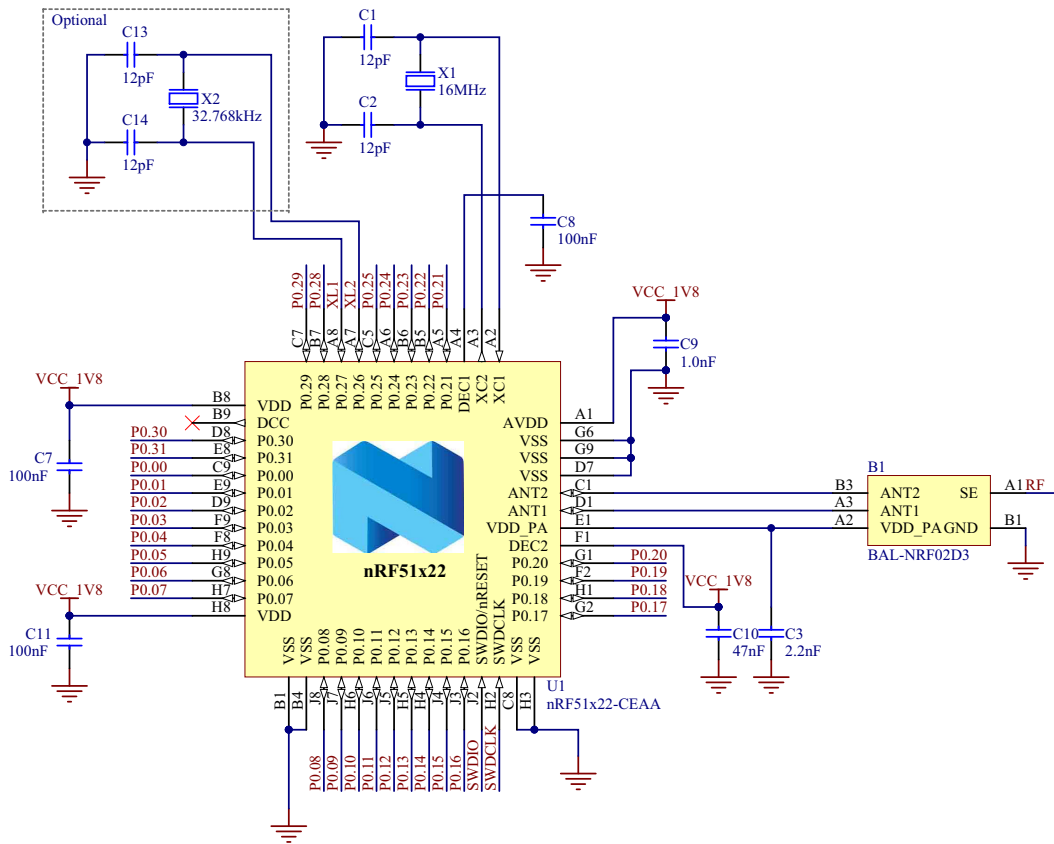 Optional
C13
12pF
X2
32.768kHz
C14
12pF
C1
12pF
X1
16MHz
C2
12pF
C8
100nF
P0.29
P0.28
XL1
XL2
P0.25
P0.24
P0.23
P0.22
P0.21
C7
B7
A8
A7
C5
A6
B6
B5
A5
A4
A3
A2
P0.29
P0.28
P0.27
P0.26
P0.25
P0.24
P0.23
P0.22
P0.21
DEC1
XC2
XC1
VCC_1V8
C9
1.0nF
VCC_1V8
C7
100nF
B8 VDD
B9 DCC
P0.30 D8 P0.30
P0.31 E8 P0.31
P0.00 C9 P0.00
P0.01 E9 P0.01
P0.02 D9 P0.02
P0.03 F9 P0.03
P0.04 F8 P0.04
P0.05 H9 P0.05
P0.06 G8 P0.06
P0.07 H7 P0.07
H8 VDD
VCC_1V8
C11
100nF
nRF51x22
AVDD A1
VSS G6
VSS G9
VSS D7
ANT2 C1
ANT1 D1
VDD_PA E1
DEC2 F1
P0.20 G1 P0.20
P0.19 F2 P0.19
P0.18 H1 P0.18
P0.17 G2 P0.17
B1
B3 ANT2 SE A1 RF
A3 ANT1
A2 VDD_PA GND B1
BAL-NRF02D3
VCC_1V8
C10
47nF
C3
2.2nF
VSS
VSS
P0.08
P0.09
P0.10
P0.11
P0.12
P0.13
P0.14
P0.15
P0.16
SWDIO/nRESET
SWDCLK
VSS
VSS
U1
nRF51x22-CEAA
B1
B4
J8
J7
H6
J6
J5
H5
H4
J4
J3
J2
H2
C8
H3
P0.08
P0.09
P0.10
P0.11
P0.12
P0.13
P0.14
P0.15
P0.16
SWDIO
SWDCLK